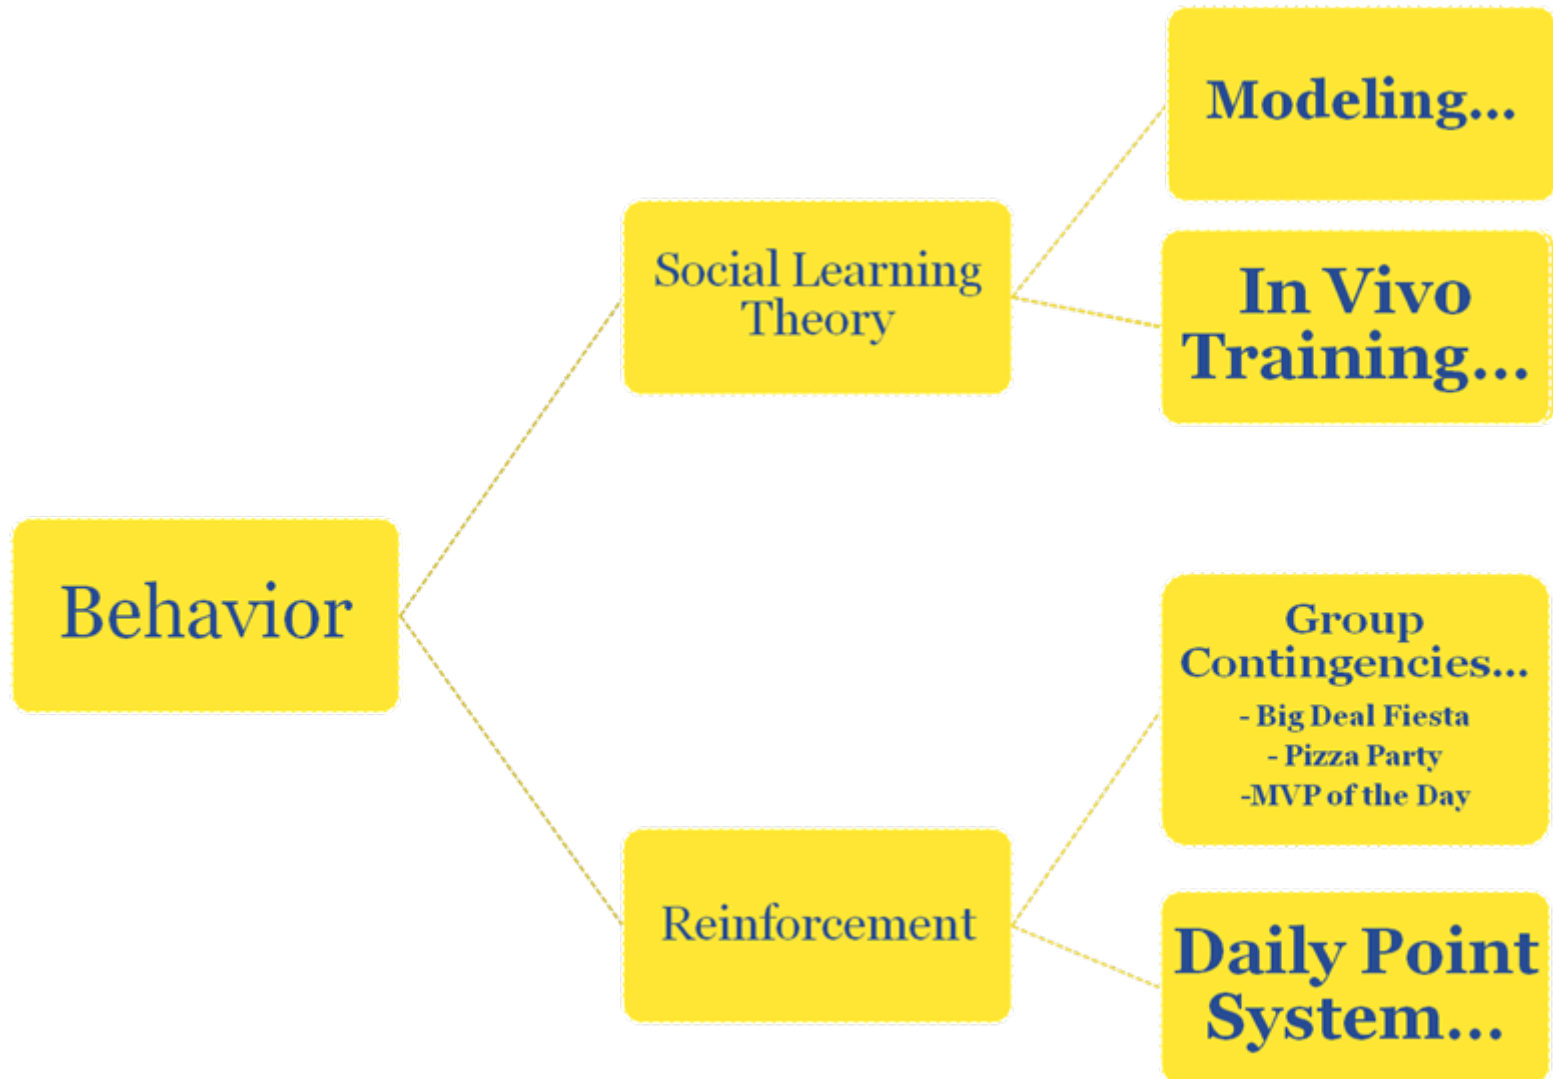 Modeling...
Social Learning
Theory
In Vivo
Training...
Behavior
Group
Contingencies...
- Big Deal Fiesta
- Pizza Party
-MVP of the Day
Reinforcement
Daily Point
System...